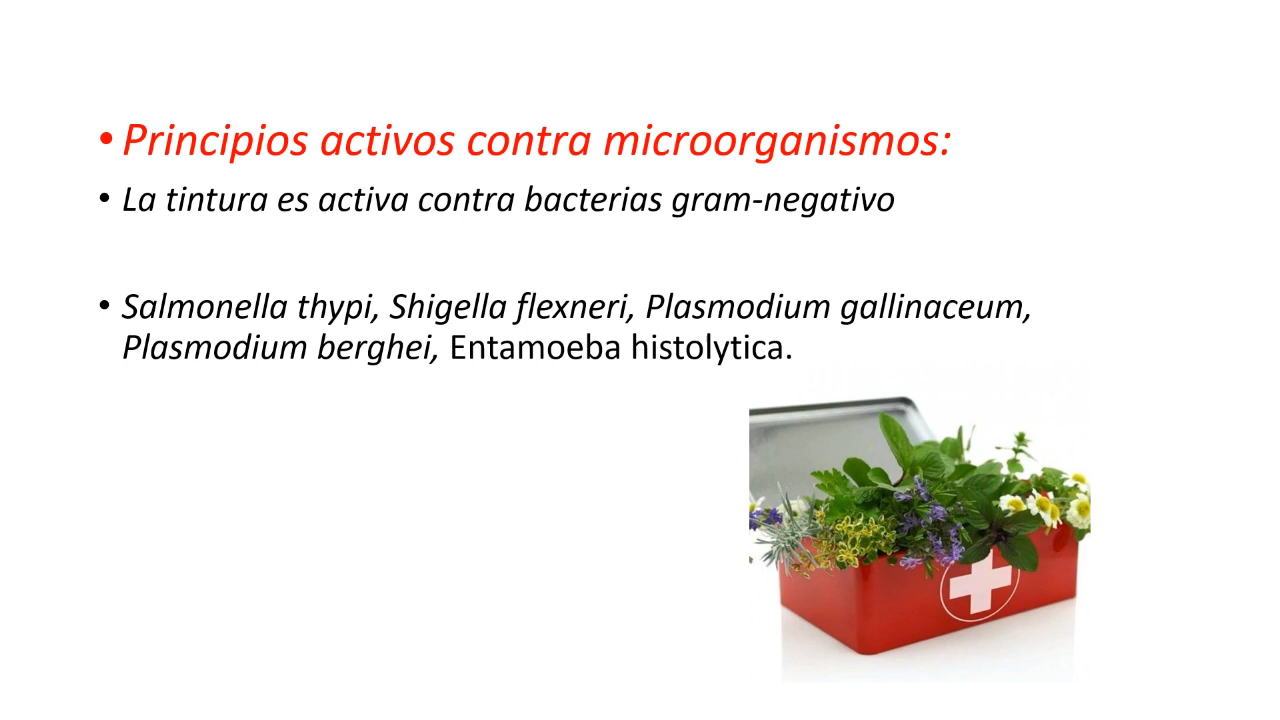 • Principios activos contra microorganismos:
• La tintura es activa contra bacterias gram-negativo
• Salmonella thypi, Shigella flexneri, Plasmodium gallinaceum,
Plasmodium berghei, Entamoeba histolytica.